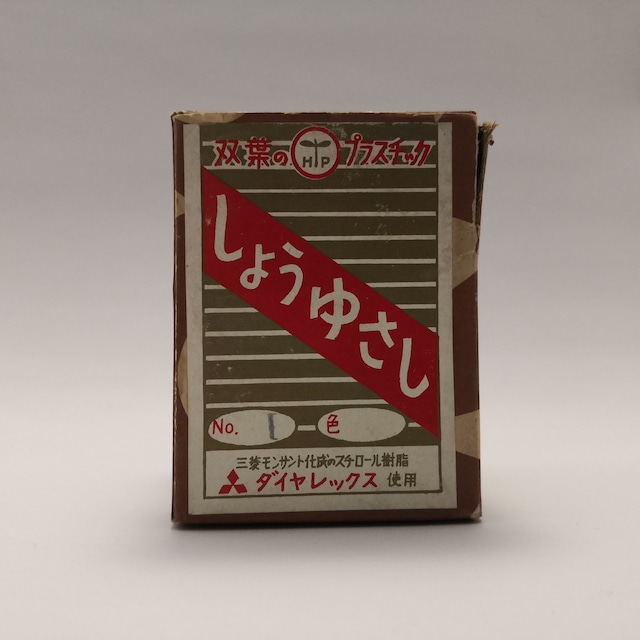 双葉の HP プラスチック
しょうゆさし
No. 1 色
三菱モンサント化成のスチロール樹脂
ダイヤレックス 使用